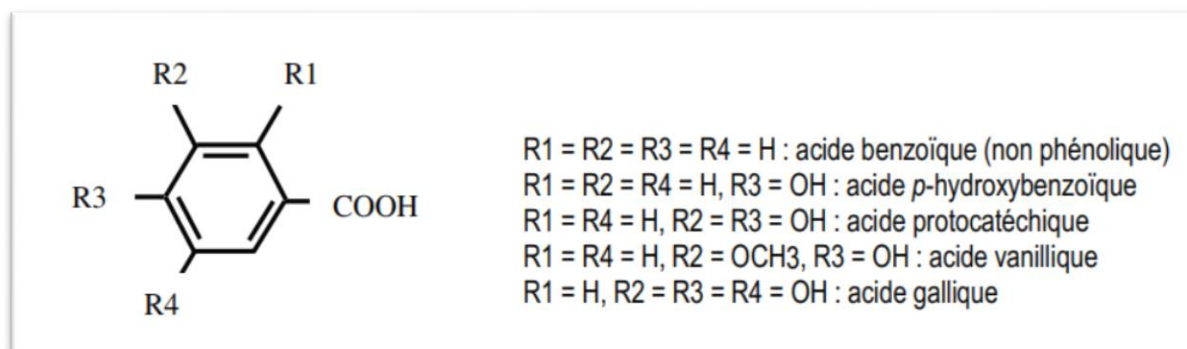 R2 R1
R3 COOH
R4
R1 = R2 = R3 = R4 = H : acide benzoïque (non phénolique)
R1 = R2 = R4 = H, R3 = OH : acide p-hydroxybenzoïque
R1 = R4 = H, R2 = R3 = OH : acide protocatéchique
R1 = R4 = H, R2 = OCH3, R3 = OH : acide vanillique
R1 = H, R2 = R3 = R4 = OH : acide gallique